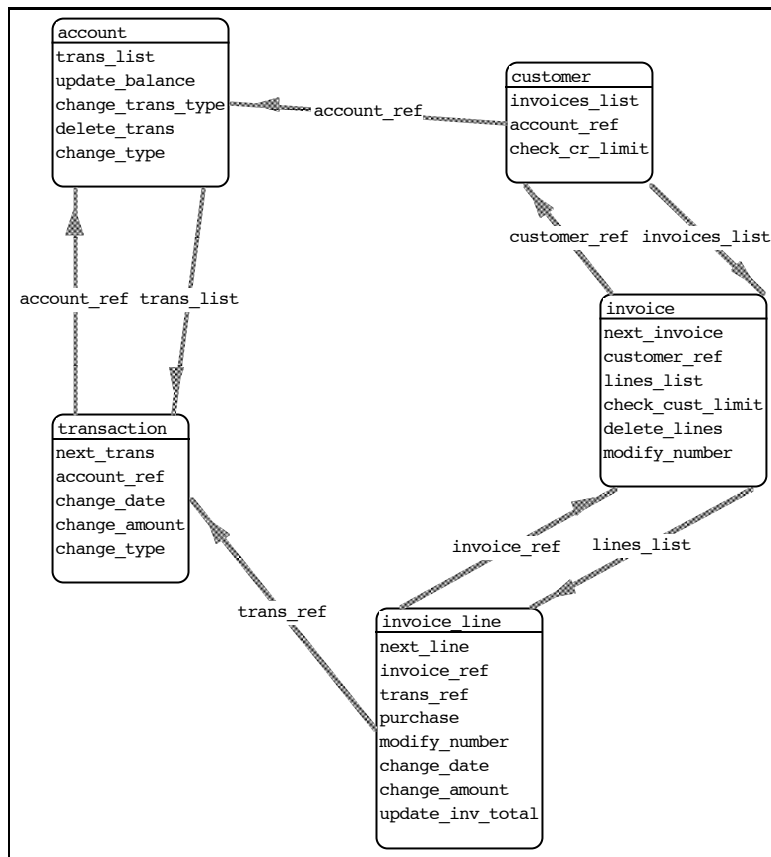 account
trans_list
update_balance
change_trans_type
delete_trans
change_type
account_ref
customer
invoices_list
account_ref
check_cr_limit
customer_ref
invoices_list
account_ref
trans_list
invoice
next_invoice
customer_ref
lines_list
check_cust_limit
delete_lines
modify_number
transaction
next_trans
account_ref
change_date
change_amount
change_type
invoice_ref
lines_list
trans_ref
invoice_line
next_line
invoice_ref
trans_ref
purchase
modify_number
change_date
change_amount
update_inv_total